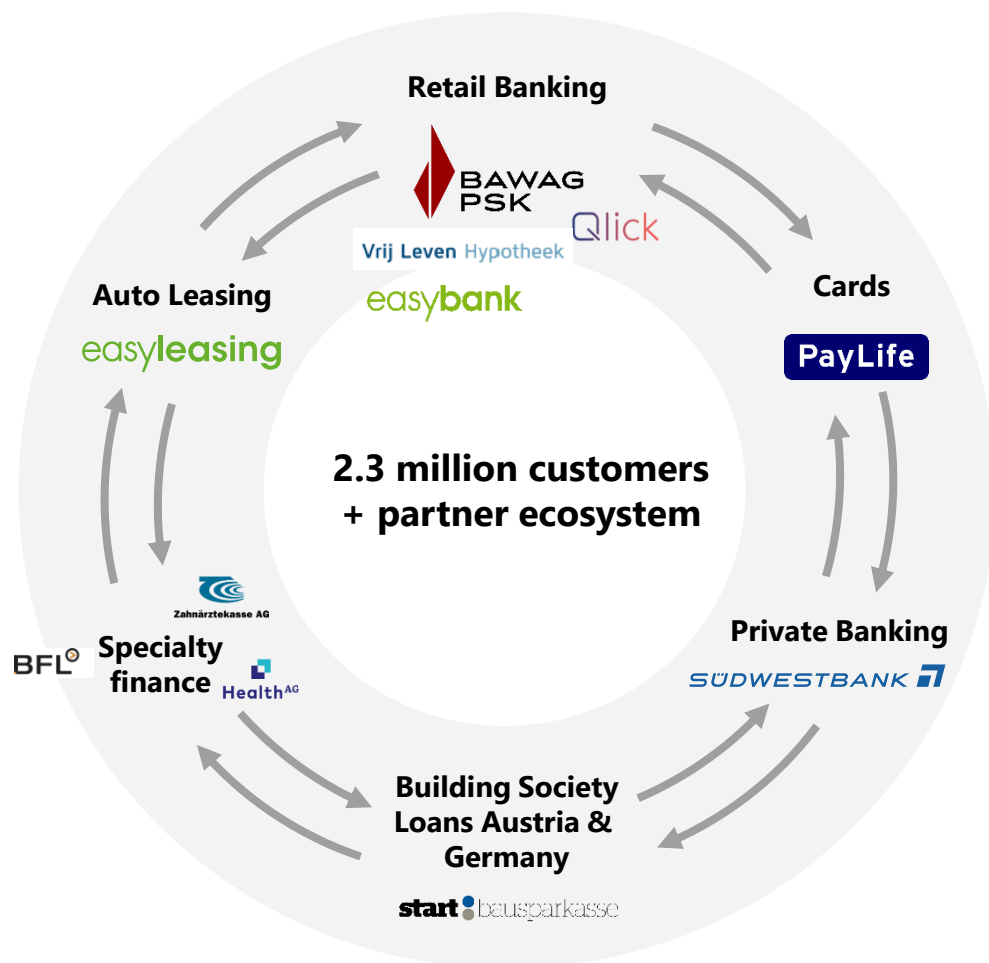 Retail Banking
BAWAG
PSK
Qlick
Vrij Leven Hypotheek
easybank
Auto Leasing
easyleasing
Cards
PayLife
2.3 million customers
+ partner ecosystem
Zahnärztekasse AG
BFL
Specialty
finance
Health AG
Private Banking
SÜDWESTBANK
Building Society
Loans Austria &
Germany
start:bausparkasse